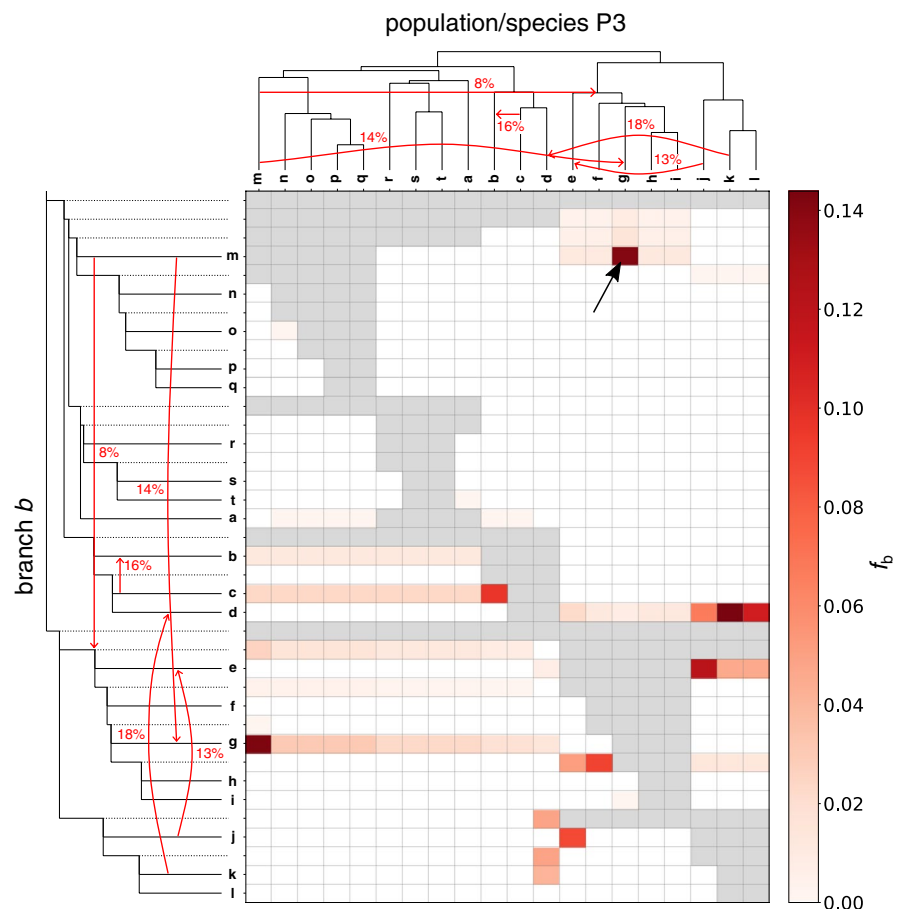 population/species P3
8%
16%
18%
14%
13%
m n o p q r s t a b c d e f g h i j k l
m
n
o
p
q
r
8%
s
14%
t
a
b
16%
c
d
e
f
18%
g
13%
h
i
j
k
l
branch b
0.14
0.12
0.10
0.08
0.06
0.04
0.02
0.00
fb